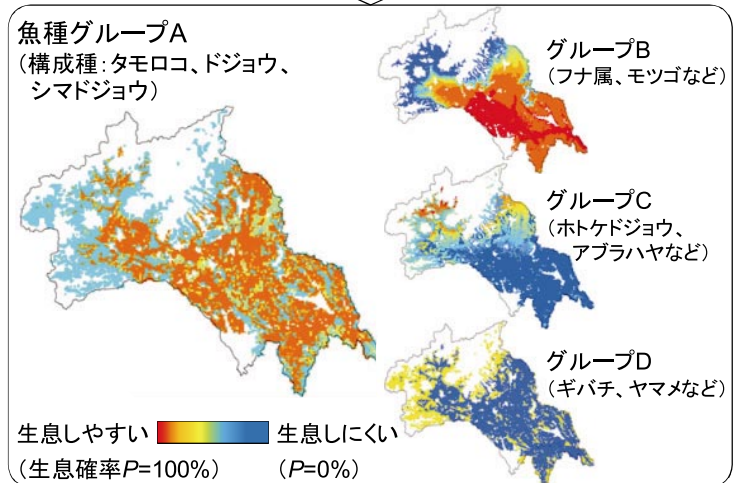 魚種グループA
(構成種:タモロコ、ドジョウ、
シマドジョウ)
グループB
(フナ属、モツゴなど)
グループC
(ホトケドジョウ、
アブラハヤなど)
グループD
(ギバチ、ヤマメなど)
生息しやすい 生息しにくい
(生息確率P=100%) (P=0%)